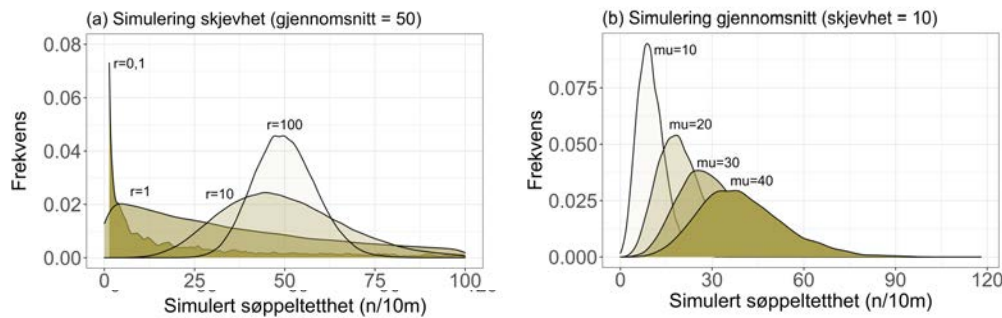 (a) Simulering skjevhet (gjennomsnitt = 50)
Frekvens
0.08
0.06
0.04
0.02
0.00
r=0,1
r=1
r=10
r=100
0
25
50
75
100
Simulert søppeltetthet (n/10m)
(b) Simulering gjennomsnitt (skjevhet = 10)
Frekvens
0.075
0.050
0.025
0.000
mu=10
mu=20
mu=30
mu=40
0
30
60
90
120
Simulert søppeltetthet (n/10m)